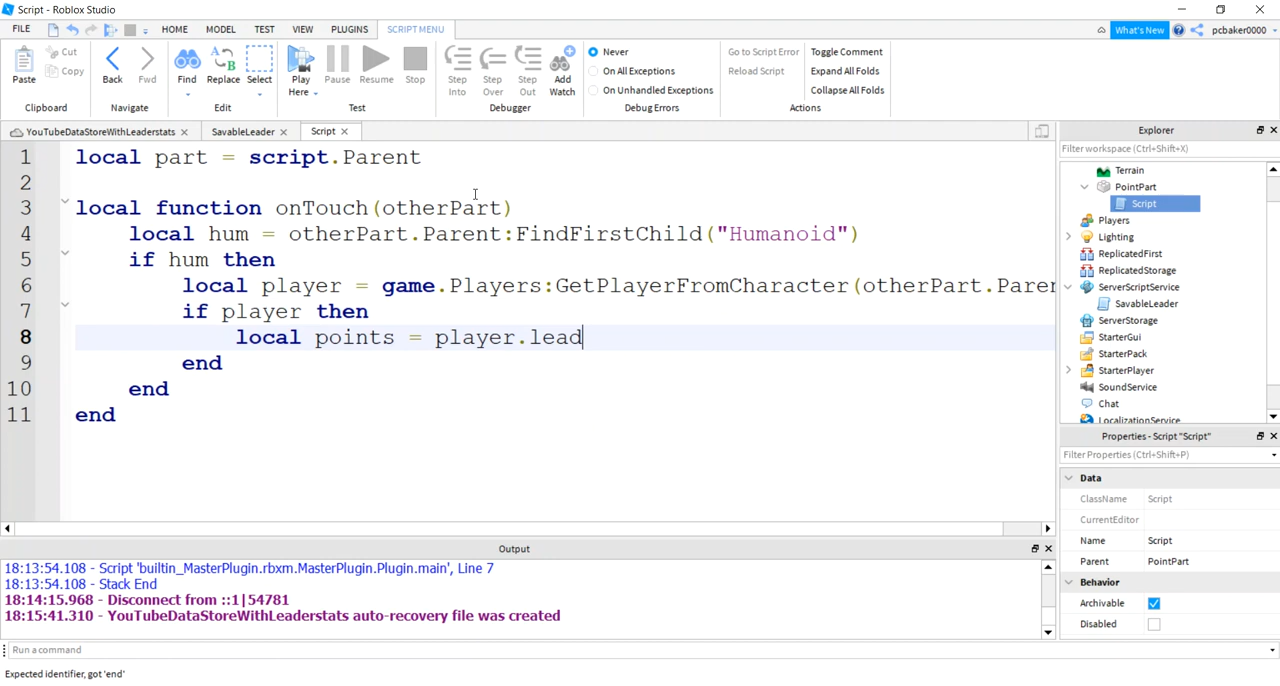 Script - Roblox Studio
FILE HOME MODEL TEST VIEW PLUGINS SCRIPT MENU What's New pcbaker0000
Paste Cut Copy Back Fwd Find Replace Select Play Here Pause Resume Stop Step Into Step Over Step Out Add Watch
Never
On All Exceptions
On Unhandled Exceptions
Go to Script Error
Reload Script
Toggle Comment
Expand All Folds
Collapse All Folds
Clipboard Navigate Edit Test Debugger Debug Errors Actions
YouTubeDataStoreWithLeaderstats SavableLeader Script
1 local part = script.Parent
2
3 local function onTouch(otherPart)
4 local hum = otherPart.Parent:FindFirstChild("Humanoid")
5 if hum then
6 local player = game.Players:GetPlayerFromCharacter(otherPart.Paren
7 if player then
8 local points = player.lead
9 end
10 end
11 end
Explorer
Filter workspace (Ctrl+Shift+X)
Terrain
PointPart
Script
Players
Lighting
ReplicatedFirst
ReplicatedStorage
ServerScriptService
SavableLeader
ServerStorage
StarterGui
StarterPack
StarterPlayer
SoundService
Chat
LocalizationService
Properties - Script "Script"
Filter Properties (Ctrl+Shift+P)
Data
ClassName Script
CurrentEditor
Name Script
Parent PointPart
Behavior
Archivable
Disabled
Output
18:13:54.108 - Script 'builtin_MasterPlugin.rbxm.MasterPlugin.Plugin.main', Line 7
18:13:54.108 - Stack End
18:14:15.968 - Disconnect from ::1|54781
18:15:41.310 - YouTubeDataStoreWithLeaderstats auto-recovery file was created
Run a command
Expected identifier, got 'end'